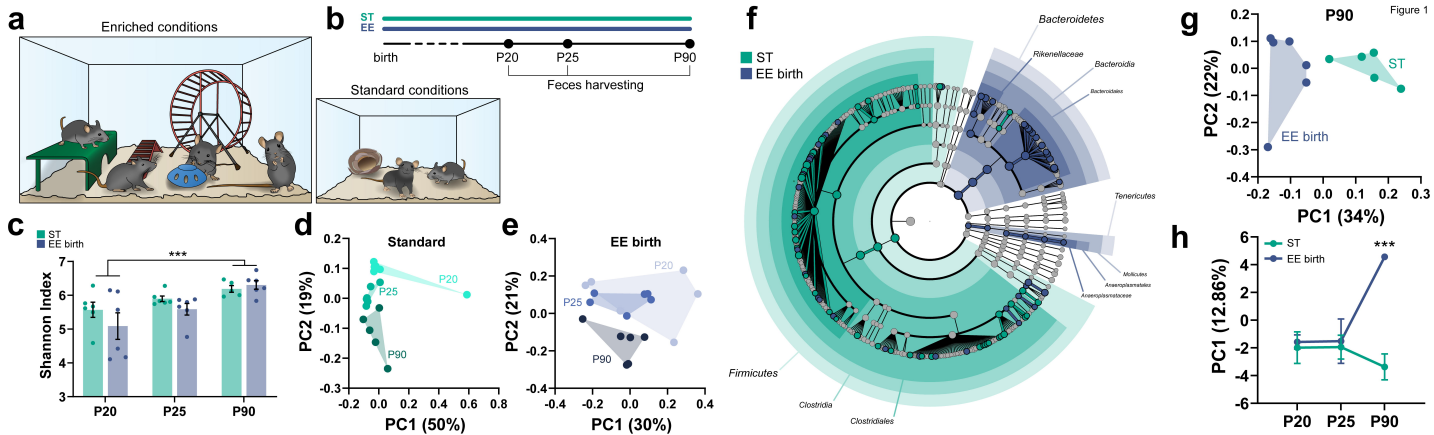 a
Enriched conditions
Standard conditions
b
ST
EE
birth
P20
P25
P90
Feces harvesting
c
ST
EE birth
***
Shannon Index
7
6
5
4
3
P20
P25
P90
d
Standard
PC2 (19%)
0.2
0.1
0.0
-0.1
-0.2
-0.3
P20
P25
P90
-0.2
0.0
0.2
0.4
0.6
0.8
PC1 (50%)
e
EE birth
PC2 (21%)
0.4
0.2
0.0
-0.2
-0.4
P20
P25
P90
-0.4
-0.2
0.0
0.2
0.4
PC1 (30%)
f
ST
EE birth
Bacteroidetes
Rikenellaceae
Bacteroidia
Bacteroidales
Tenericutes
Mollicutes
Anaeroplasmatales
Anaeroplasmataceae
Firmicutes
Clostridia
Clostridiales
g
P90
Figure 1
PC2 (22%)
0.2
0.1
0.0
-0.1
-0.2
-0.3
-0.4
ST
EE birth
-0.2
-0.1
0.0
0.1
0.2
0.3
PC1 (34%)
h
ST
EE birth
***
PC1 (12.86%)
6
4
2
0
-2
-4
-6
P20
P25
P90